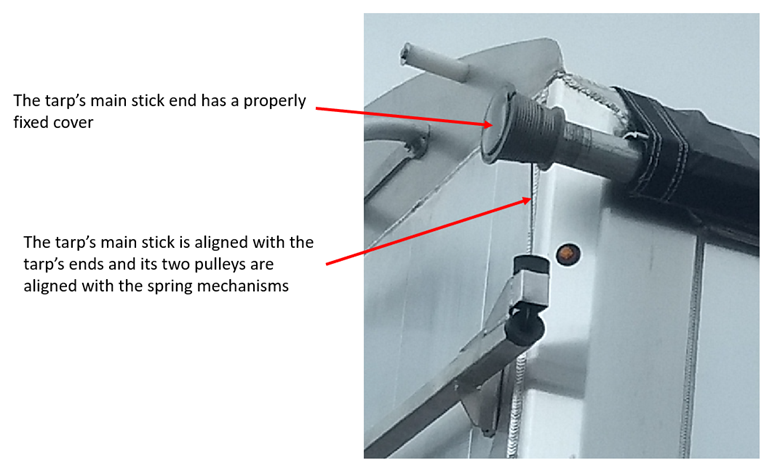 The tarp's main stick end has a properly
fixed cover
The tarp's main stick is aligned with the
tarp's ends and its two pulleys are
aligned with the spring mechanisms